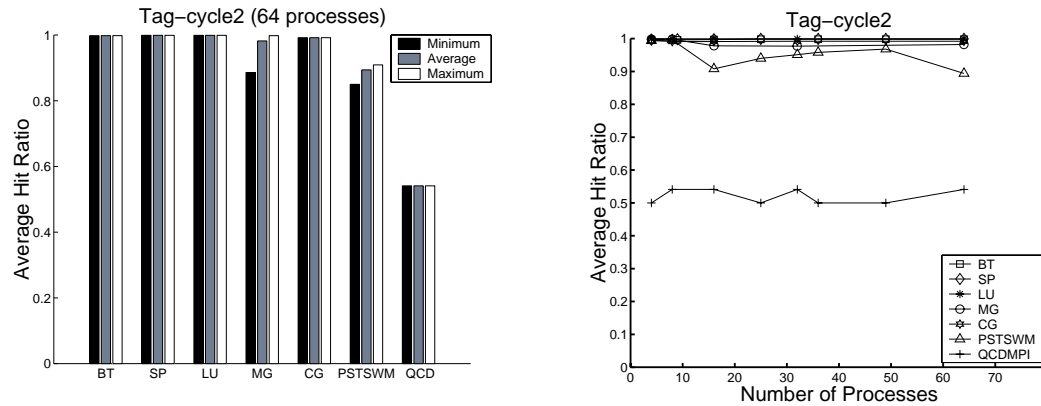 Tag−cycle2 (64 processes)
Average Hit Ratio
1
0.8
0.6
0.4
0.2
0
BT SP LU MG CG PSTSWM QCD
Minimum
Average
Maximum
Tag−cycle2
Average Hit Ratio
1
0.9
0.8
0.7
0.6
0.5
0.4
0.3
0.2
0.1
0
0 10 20 30 40 50 60 70
Number of Processes
BT
SP
LU
MG
CG
PSTSWM
QCDMPI